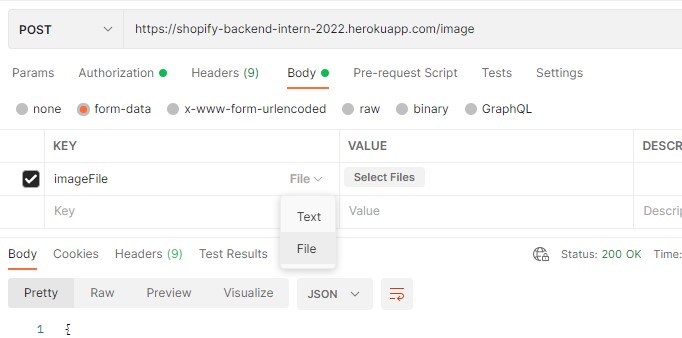 POST https://shopify-backend-intern-2022.herokuapp.com/image
Params Authorization Headers (9) Body Pre-request Script Tests Settings
none form-data x-www-form-urlencoded raw binary GraphQL
KEY VALUE DESCR
imageFile File Select Files
Key Value Descrip
Text
File
Body Cookies Headers (9) Test Results Status: 200 OK Time:
Pretty Raw Preview Visualize JSON
1 {